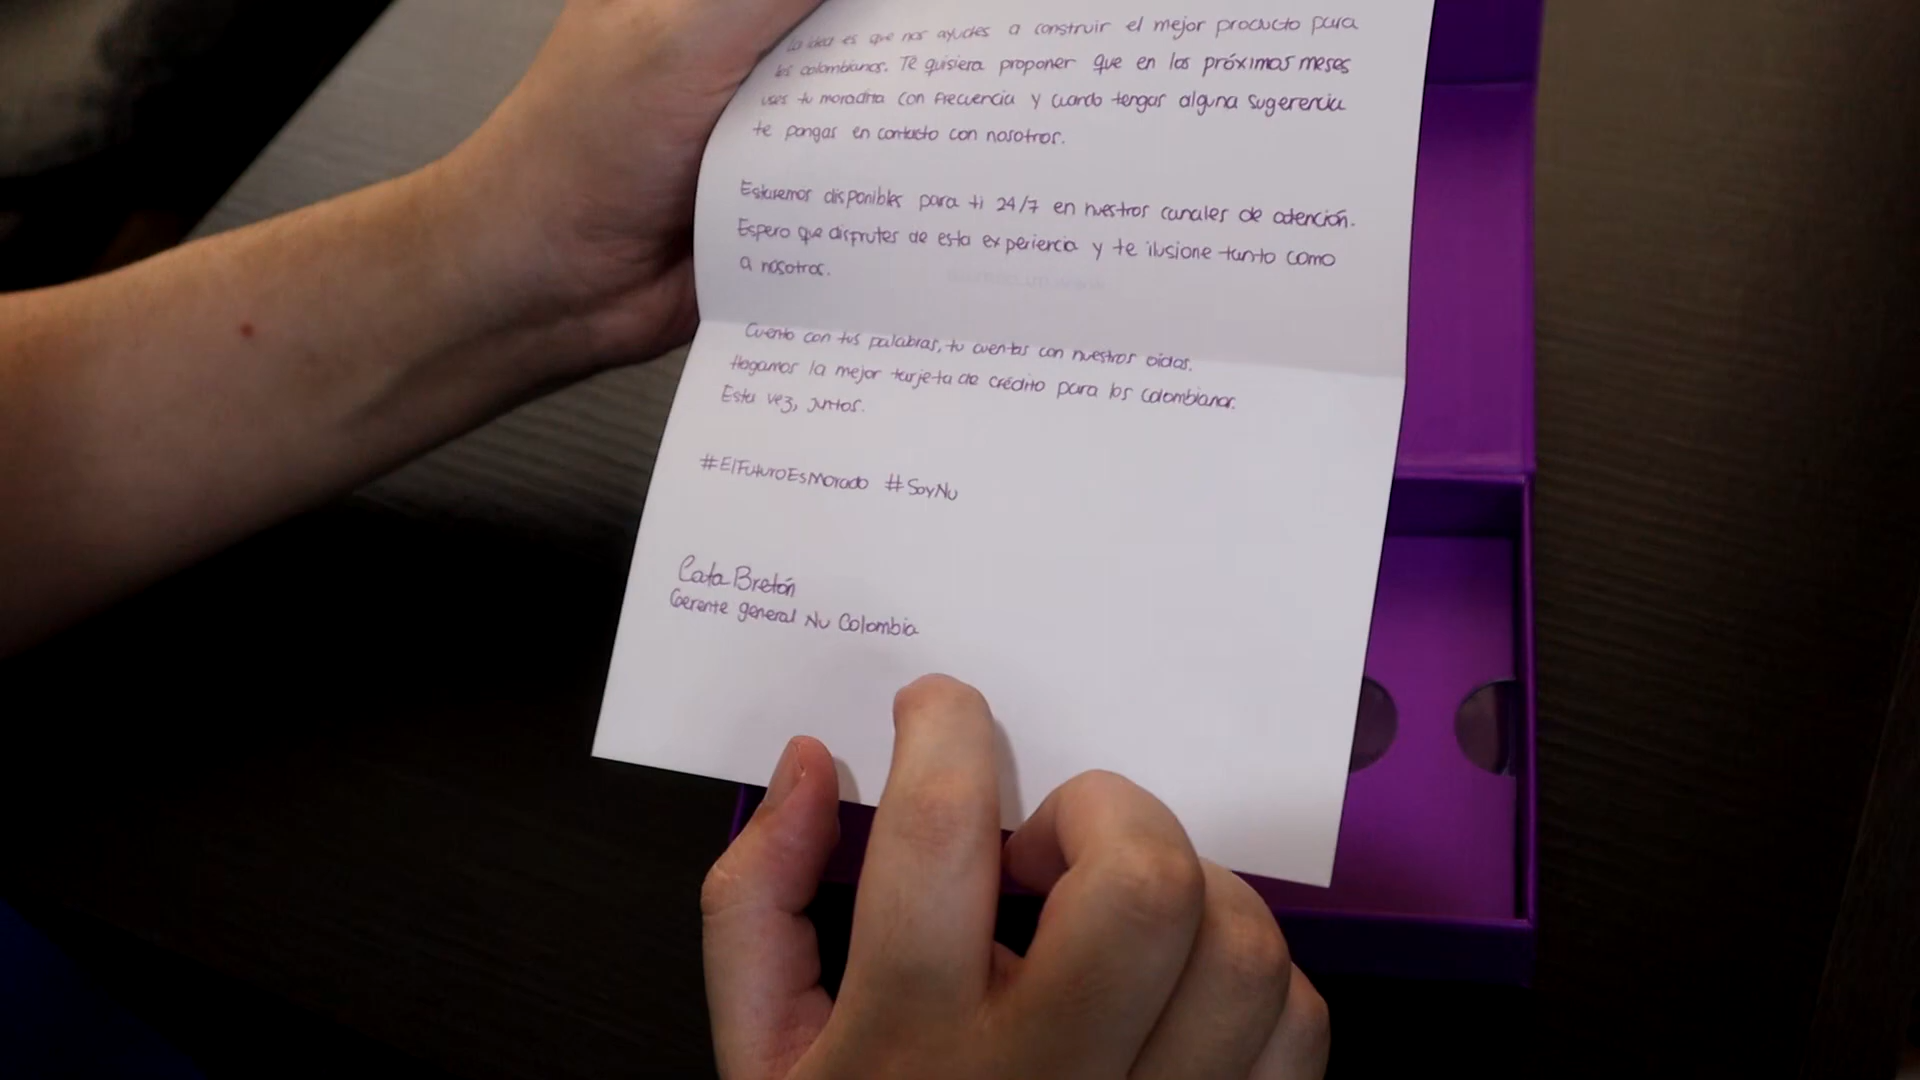 la idea es que nos ayudes a construir el mejor producto para
los colombianos. Te quisiera proponer que en los próximos meses
uses tu moradita con frecuencia y cuando tengas alguna sugerencia
te pongas en contacto con nosotros.
Estaremos disponibles para ti 24/7 en nuestros canales de atención.
Espero que disfrutes de esta experiencia y te ilusione tanto como
a nosotros.
Cuento con tus palabras, tu cuentas con nuestros oídos.
Hagamos la mejor tarjeta de crédito para los colombianos.
Esta vez, juntos.
#ElFuturoEsMorado #SoyNu
Cata Bretón
Gerente general Nu Colombia